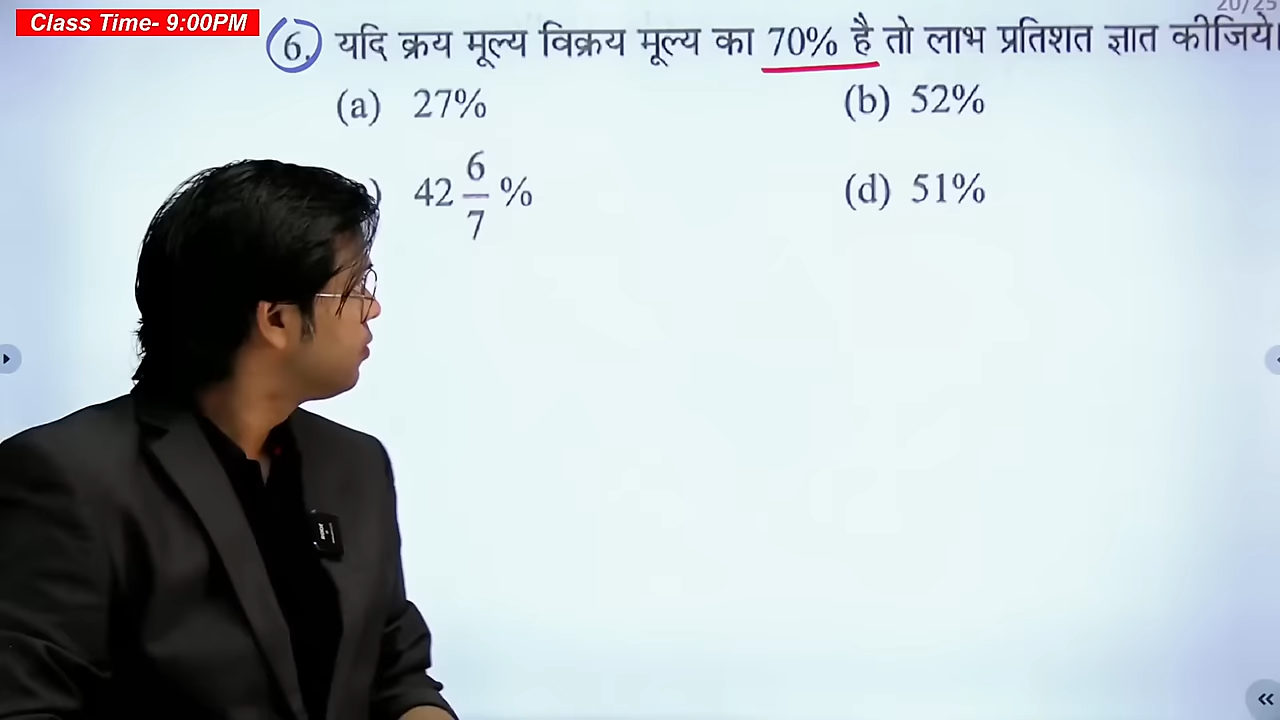 Class Time- 9:00PM
6. यदि क्रय मूल्य विक्रय मूल्य का 70% है तो लाभ प्रतिशत ज्ञात कीजिये।
(a) 27%
(b) 52%
) 42 6/7 %
(d) 51%